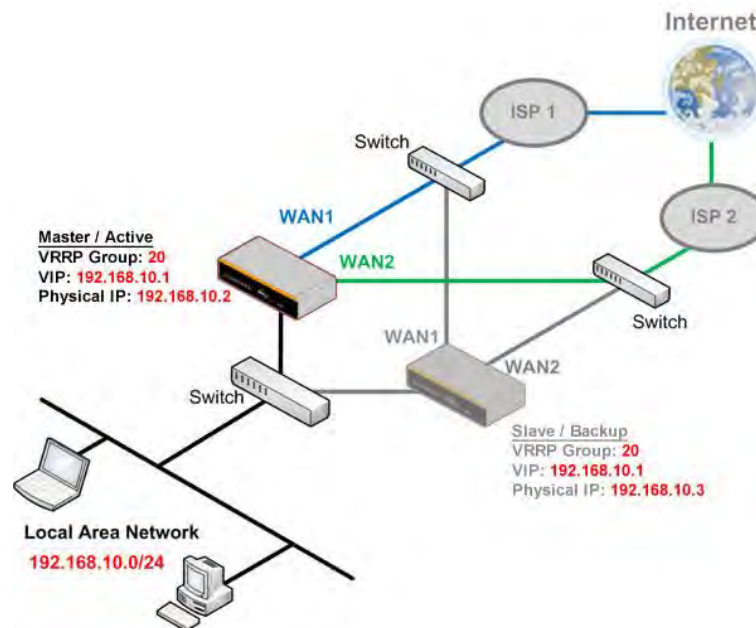 Internet
ISP 1
Switch
WAN1
Master / Active
VRRP Group: 20
VIP: 192.168.10.1
Physical IP: 192.168.10.2
WAN2
ISP 2
Switch
WAN1
WAN2
Switch
Slave / Backup
VRRP Group: 20
VIP: 192.168.10.1
Physical IP: 192.168.10.3
Local Area Network
192.168.10.0/24